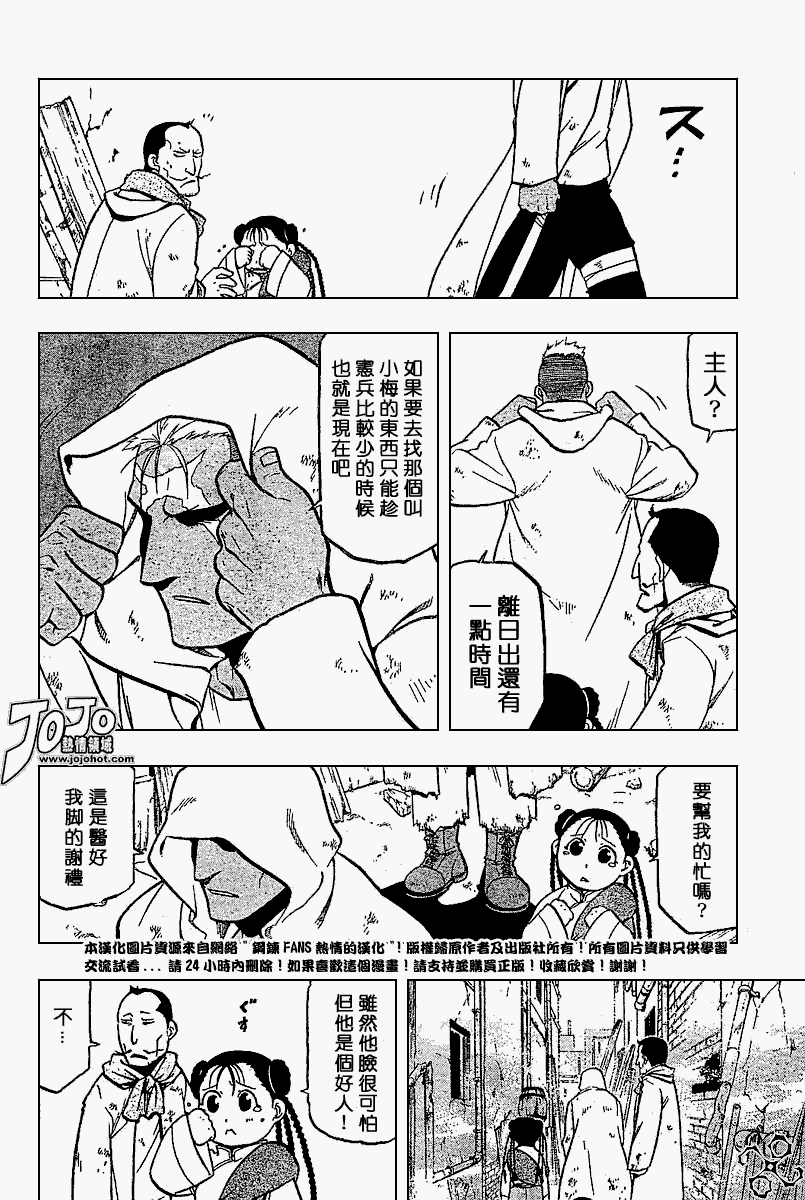 ス…
主人？
離日出還有
一點時間
如果要去找那個叫
小梅的東西只能趁
憲兵比較少的時候
也就是現在吧
JOJO
熱情領域
www.jojohot.com
要幫我的忙嗎？
這是醫好
我脚的謝禮
本漢化圖片資源來自網絡"鋼鍊FANS熱情的漢化"！版權歸原作者及出版社所有！所有圖片資料只供學習
交流試看...請24小時內刪除！如果喜歡這個漫畫！請支持並購買正版！收藏欣賞！謝謝！
雖然他臉很可怕
但他是個好人！
ぐす
不…